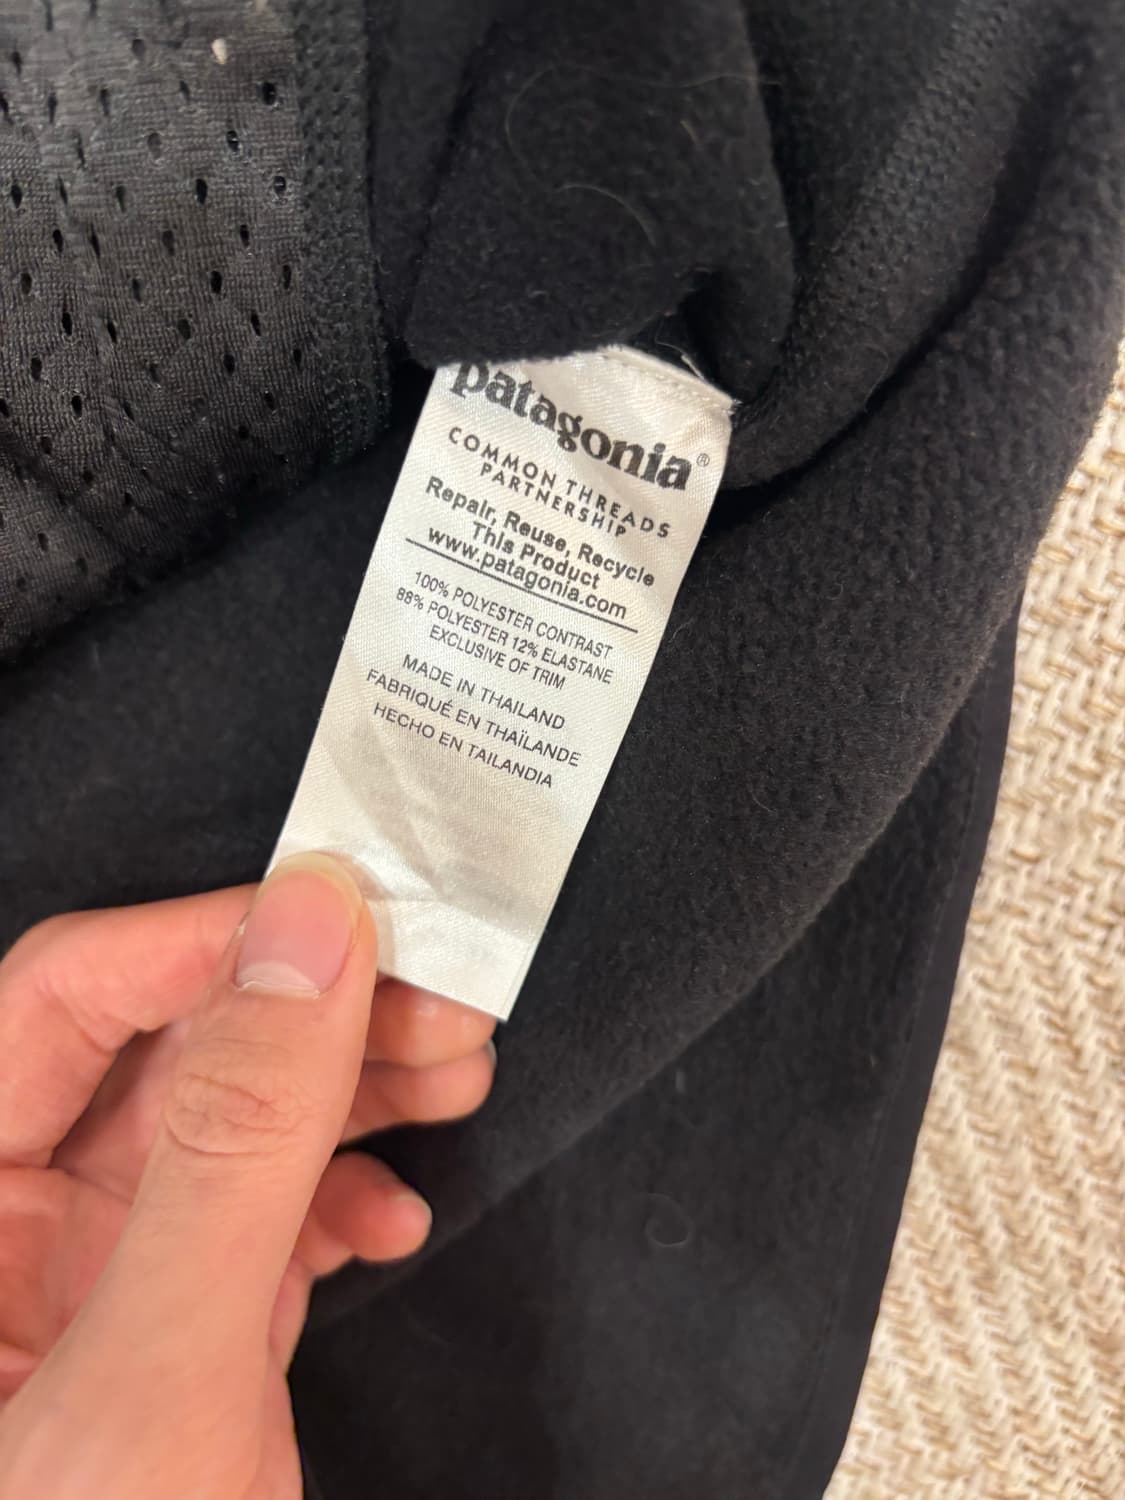 patagonia®
COMMON THREADS
PARTNERSHIP
Repair, Reuse, Recycle
This Product
www.patagonia.com
100% POLYESTER CONTRAST
88% POLYESTER 12% ELASTANE
EXCLUSIVE OF TRIM
MADE IN THAILAND
FABRIQUÉ EN THAÏLANDE
HECHO EN TAILANDIA